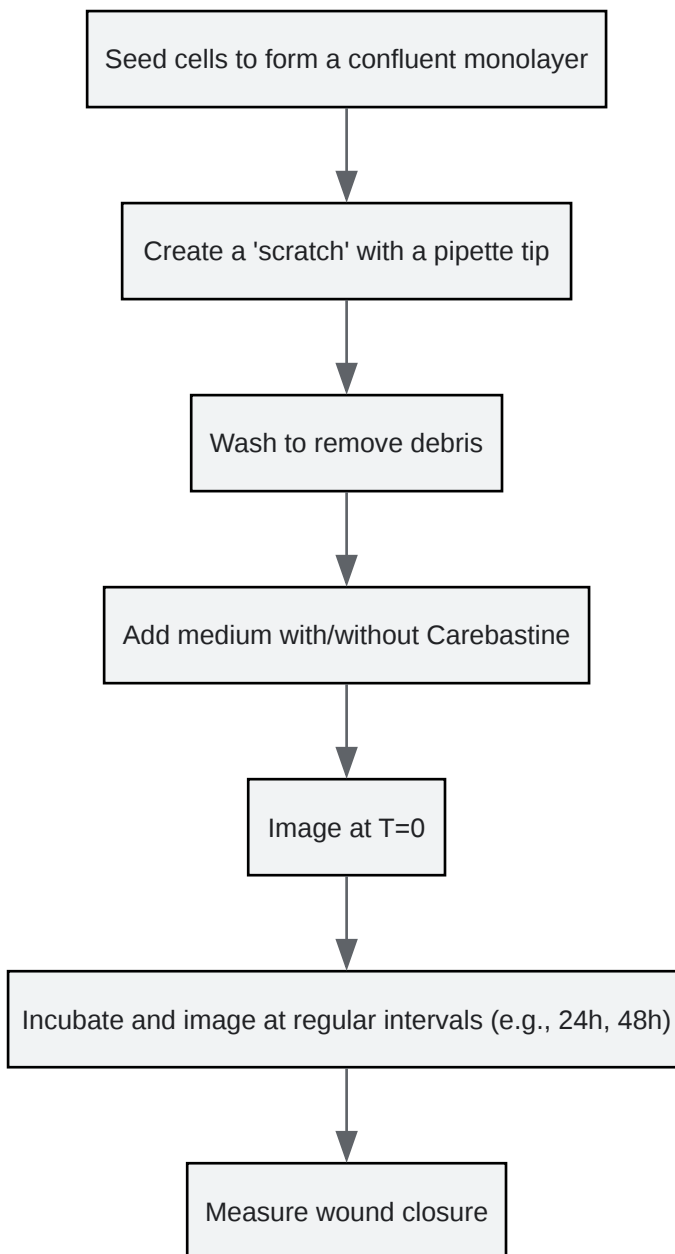 Seed cells to form a confluent monolayer
Create a 'scratch' with a pipette tip
Wash to remove debris
Add medium with/without Carebastine
Image at T=0
Incubate and image at regular intervals (e.g., 24h, 48h)
Measure wound closure